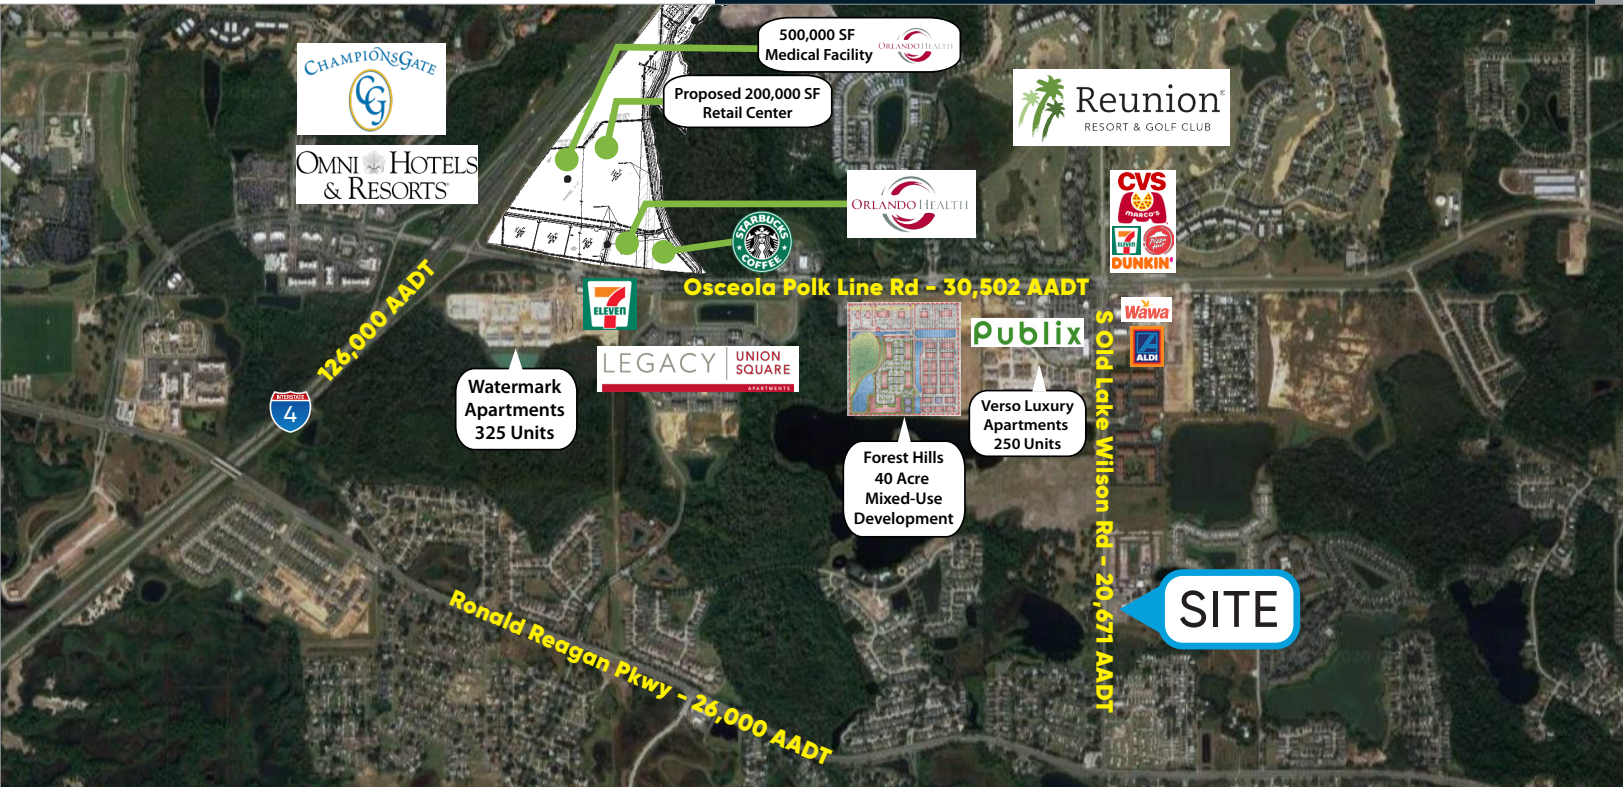 500,000 SF
Medical Facility
ORLANDO HEALTH
CHAMPIONSGATE
CG
Proposed 200,000 SF
Retail Center
Reunion
RESORT & GOLF CLUB
OMNI HOTELS
& RESORTS
ORLANDO HEALTH
CVS
MARCO'S
7
ELEVEN
Pizza
Hut
DUNKIN'
STARBUCKS
COFFEE
Osceola Polk Line Rd - 30,502 AADT
126,000 AADT
7
ELEVEN
Wawa
Publix
ALDI
LEGACY
UNION
SQUARE
APARTMENTS
INTERSTATE
4
Watermark
Apartments
325 Units
Verso Luxury
Apartments
250 Units
Forest Hills
40 Acre
Mixed-Use
Development
S Old Lake Wilson Rd - 20,671 AADT
SITE
Ronald Reagan Pkwy - 26,000 AADT